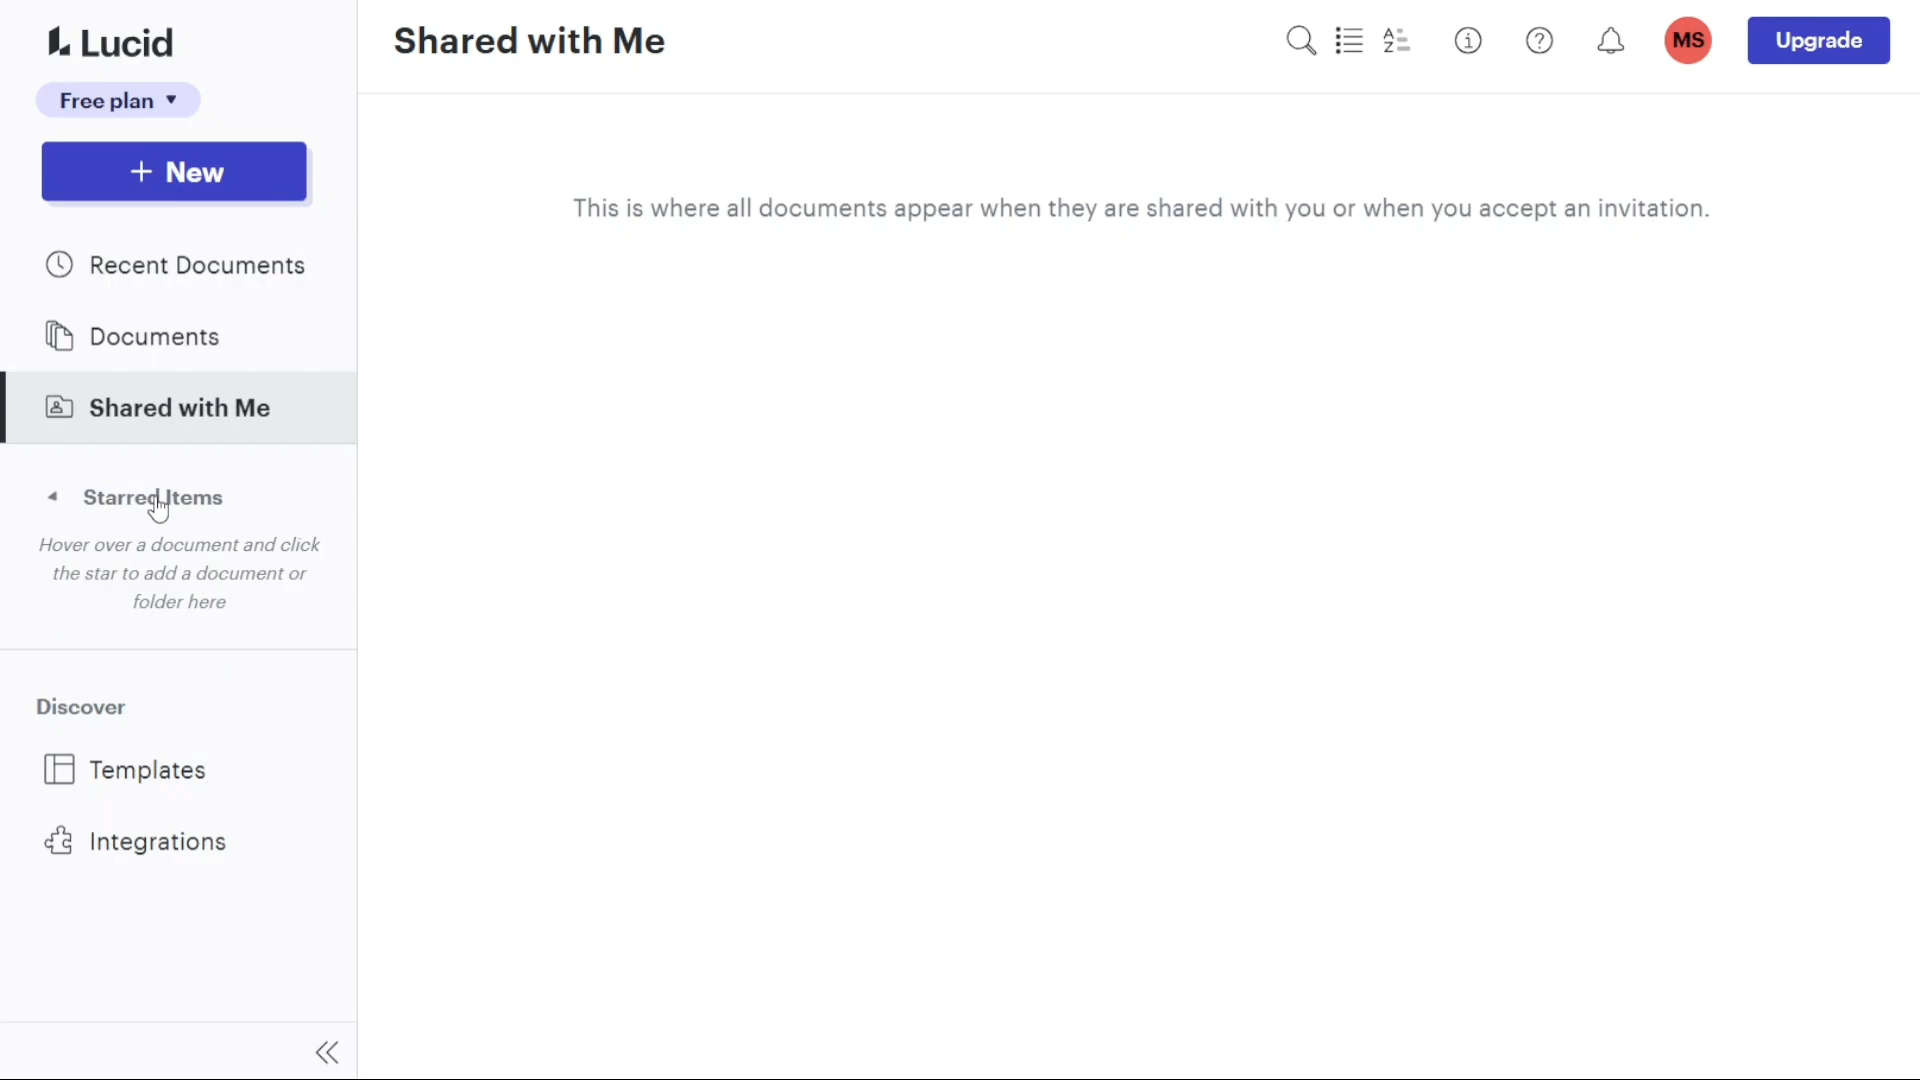 Lucid
Free plan
+ New
Recent Documents
Documents
Shared with Me
Starred Items
Hover over a document and click
the star to add a document or
folder here
Discover
Templates
Integrations
Shared with Me
A
Z
MS
Upgrade
This is where all documents appear when they are shared with you or when you accept an invitation.